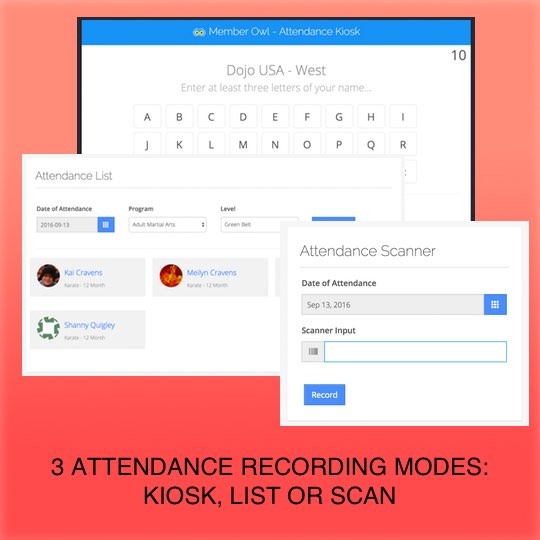 Member Owl - Attendance Kiosk
10
Dojo USA - West
Enter at least three letters of your name...
A B C D E F G H I
J K L M N O P Q R
Attendance List
Date of Attendance Program Level
2016-09-13 Adult Martial Arts Green Belt
Kai Cravens Meilyn Cravens
Karate - 12 Month Karate - 12 Month
Shanny Quigley
Karate - 12 Month
Attendance Scanner
Date of Attendance
Sep 13, 2016
Scanner Input
Record
3 ATTENDANCE RECORDING MODES:
KIOSK, LIST OR SCAN